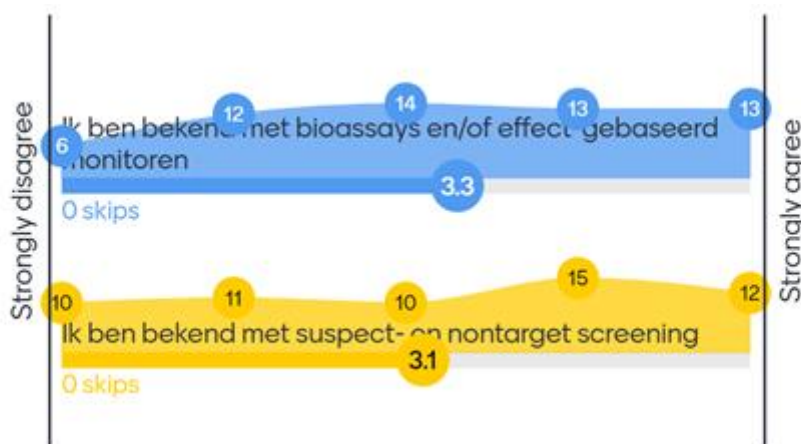 Strongly disagree
6
12
14
13
13
Ik ben bekend met bioassays en/of effect-gebaseerd
monitoren
3.3
0 skips
10
11
10
15
12
Ik ben bekend met suspect- en nontarget screening
3.1
0 skips
Strongly agree